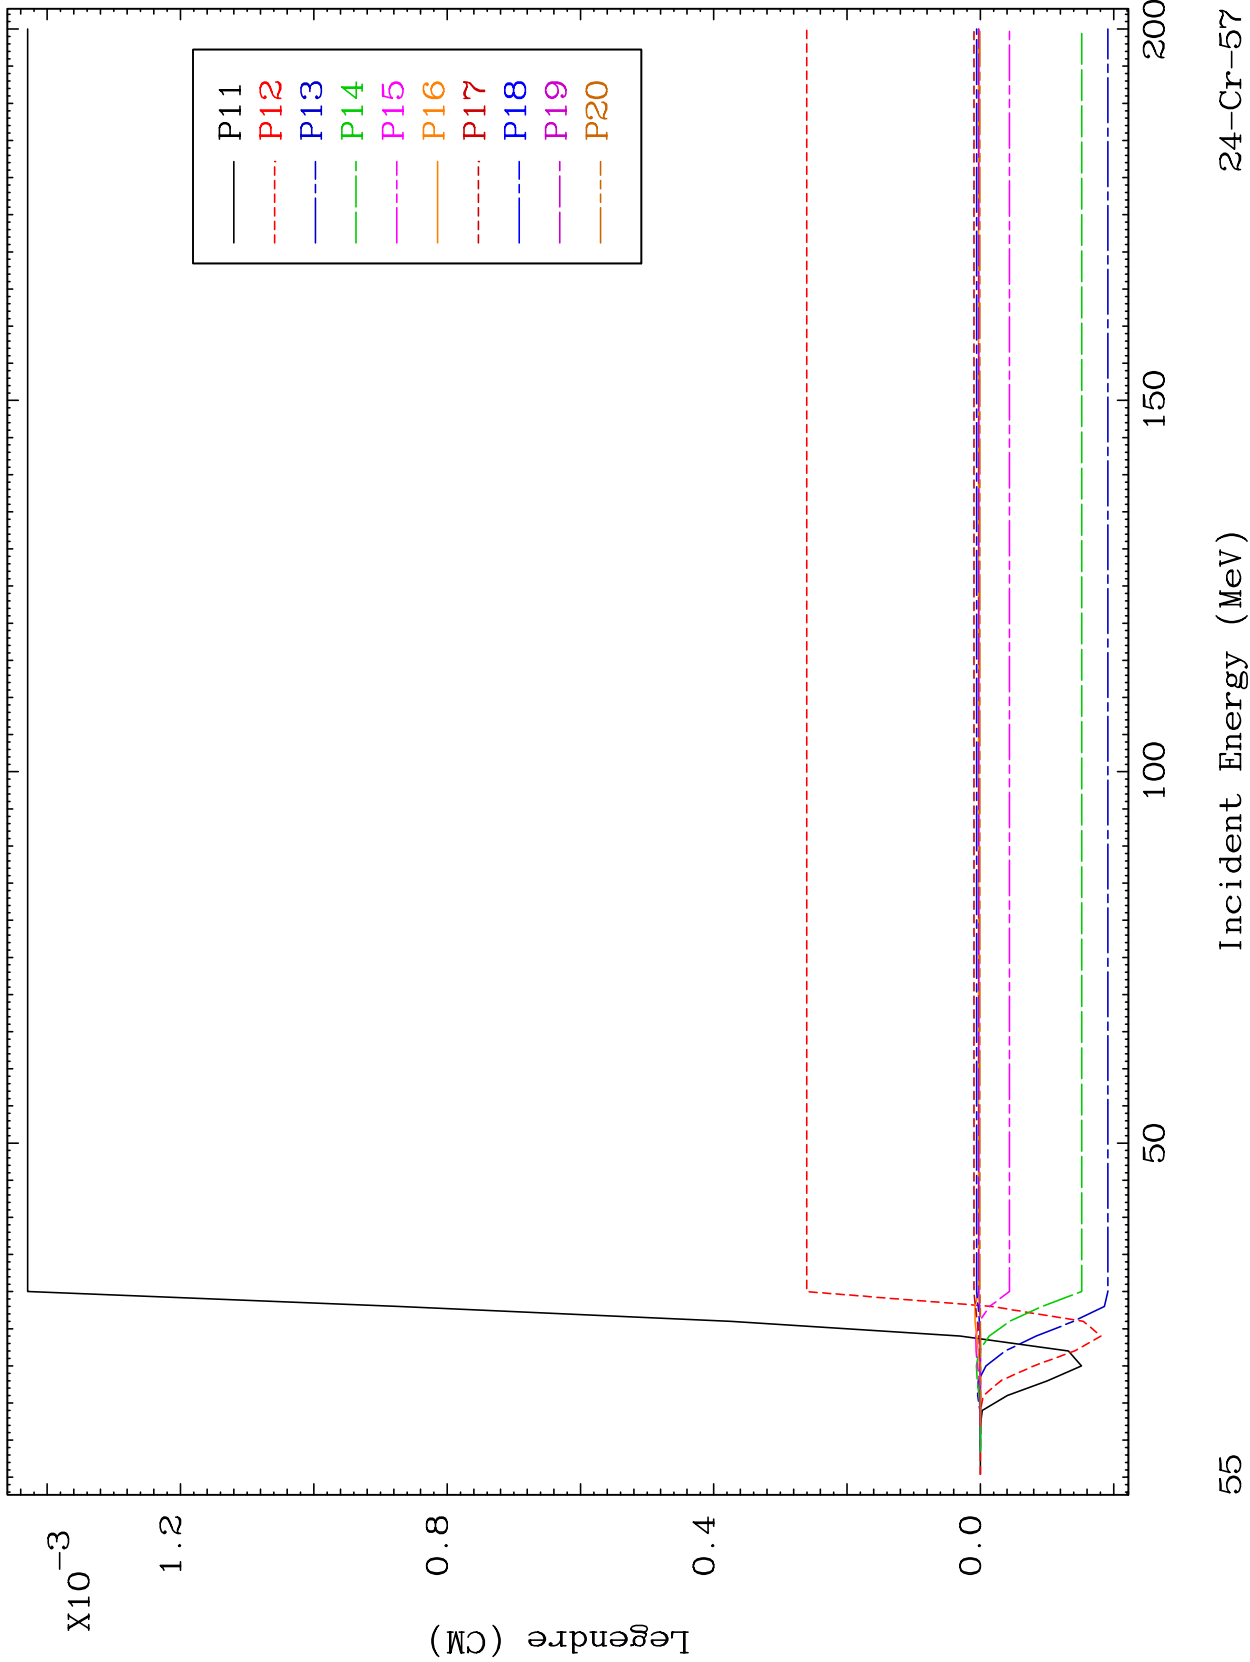 X10-3
1.2
0.8
0.4
0.0
Legendre (CM)
P11
P12
P13
P14
P15
P16
P17
P18
P19
P20
50
100
150
200
55
Incident Energy (MeV)
24-Cr-57